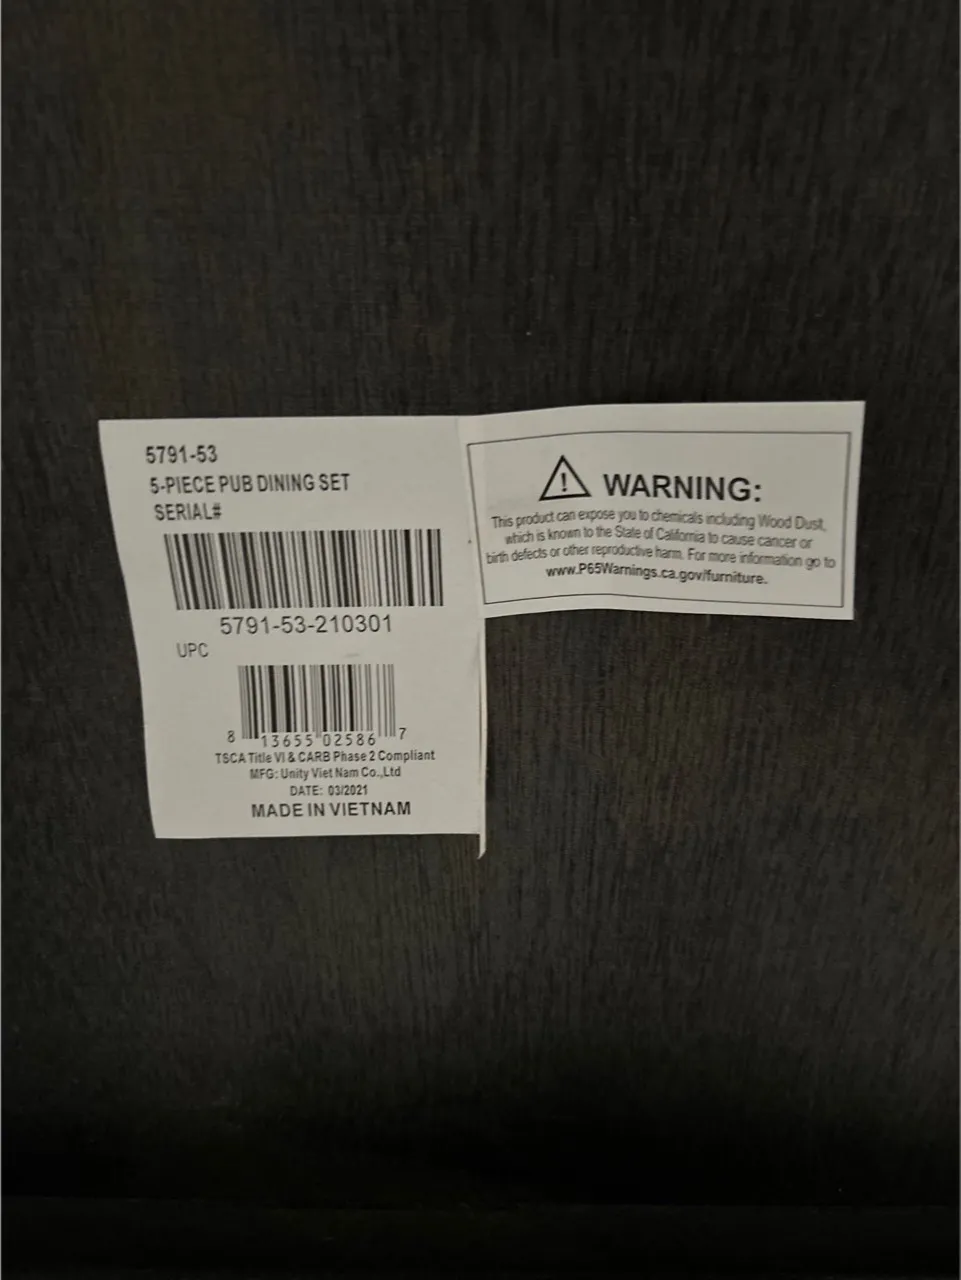 5791-53
5-PIECE PUB DINING SET
SERIAL#
5791-53-210301
UPC
8 13655 02586 7
TSCA Title VI & CARB Phase 2 Compliant
MFG: Unity Viet Nam Co.,Ltd
DATE: 03/2021
MADE IN VIETNAM
WARNING:
This product can expose you to chemicals including Wood Dust,
which is known to the State of California to cause cancer or
birth defects or other reproductive harm. For more information go to
www.P65Warnings.ca.gov/furniture.